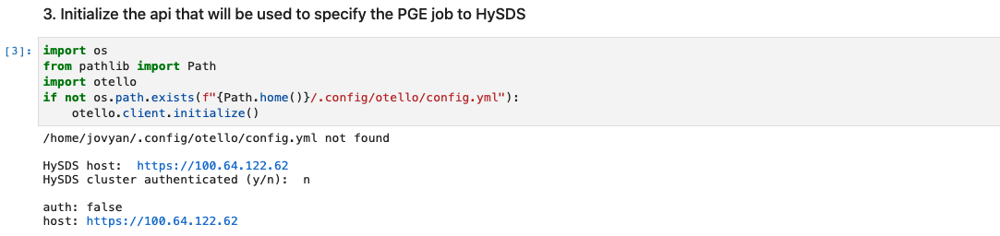 3. Initialize the api that will be used to specify the PGE job to HySDS
[3]: import os
from pathlib import Path
import otello
if not os.path.exists(f"{Path.home()}/.config/otello/config.yml"):
    otello.client.initialize()
/home/jovyan/.config/otello/config.yml not found
HySDS host:  https://100.64.122.62
HySDS cluster authenticated (y/n):  n
auth: false
host: https://100.64.122.62